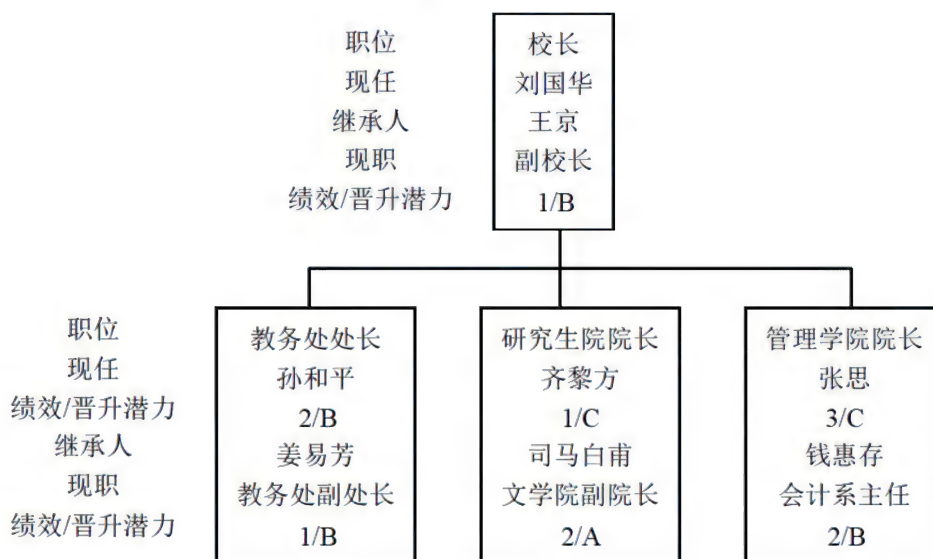 职位 校长
现任 刘国华
继承人 王京
现职 副校长
绩效/晋升潜力 1/B
职位 教务处处长 研究生院院长 管理学院院长
现任 孙和平 齐黎方 张思
绩效/晋升潜力 2/B 1/C 3/C
继承人 姜易芳 司马白甫 钱惠存
现职 教务处副处长 文学院副院长 会计系主任
绩效/晋升潜力 1/B 2/A 2/B